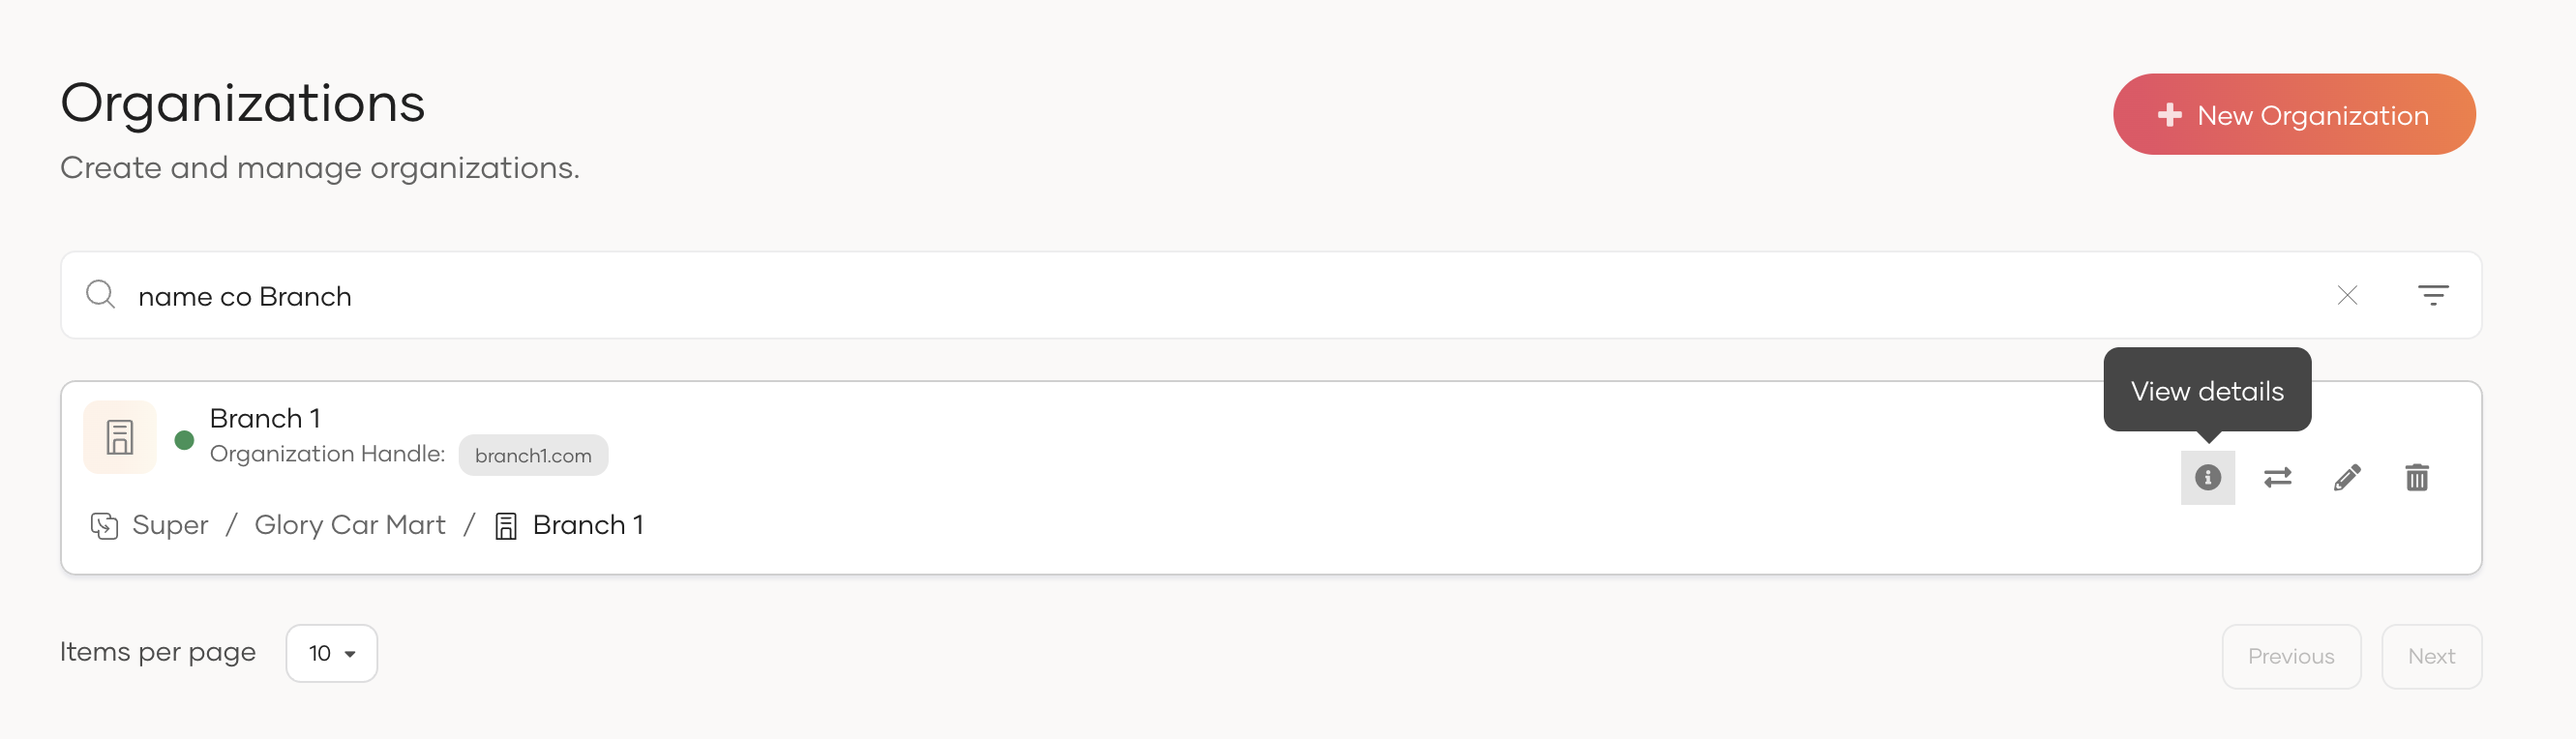 Organizations
Create and manage organizations.
New Organization
name co Branch
View details
Branch 1
Organization Handle: branch1.com
Super / Glory Car Mart / Branch 1
Items per page 10
Previous Next